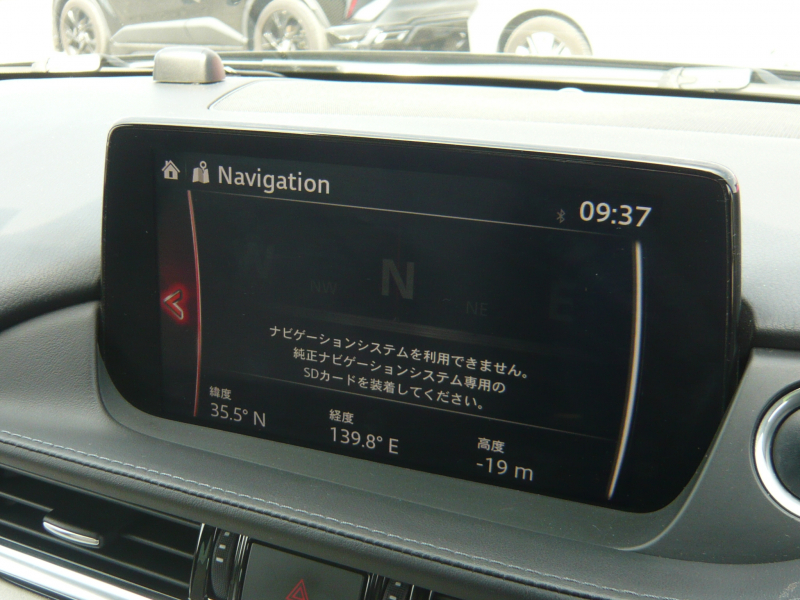 Navigation
09:37
W NW N NE E
ナビゲーションシステムを利用できません。
純正ナビゲーションシステム専用の
SDカードを装着してください。
緯度 経度 高度
35.5° N 139.8° E -19 m